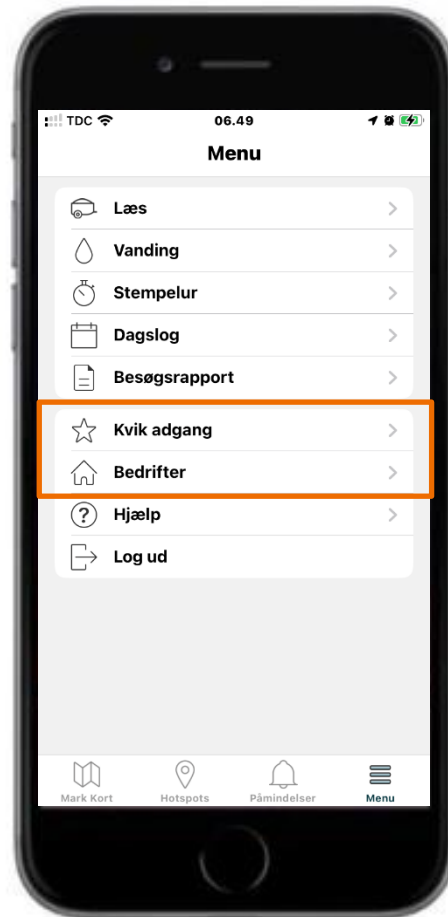 TDC 06.49
Menu
Læs
Vanding
Stempelur
Dagslog
Besøgsrapport
Kvik adgang
Bedrifter
? Hjælp
Log ud
Mark Kort Hotspots Påmindelser Menu